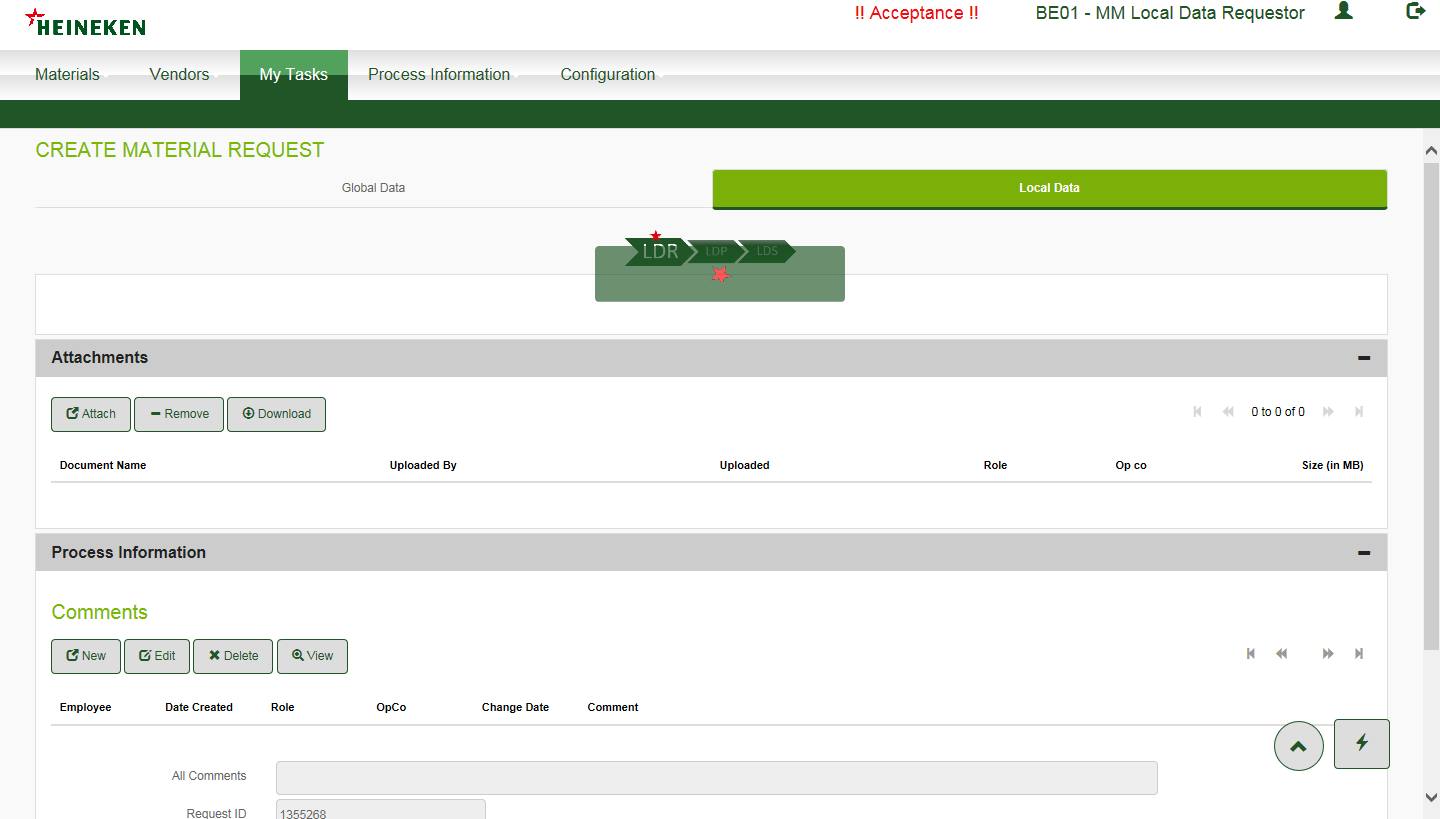 HEINEKEN
!! Acceptance !!
BE01 - MM Local Data Requestor
Materials
Vendors
My Tasks
Process Information
Configuration
CREATE MATERIAL REQUEST
Global Data
Local Data
LDR
LDP
LDS
Attachments
Attach
Remove
Download
0 to 0 of 0
Document Name
Uploaded By
Uploaded
Role
Op co
Size (in MB)
Process Information
Comments
New
Edit
Delete
View
Employee
Date Created
Role
OpCo
Change Date
Comment
All Comments
Request ID
1355268